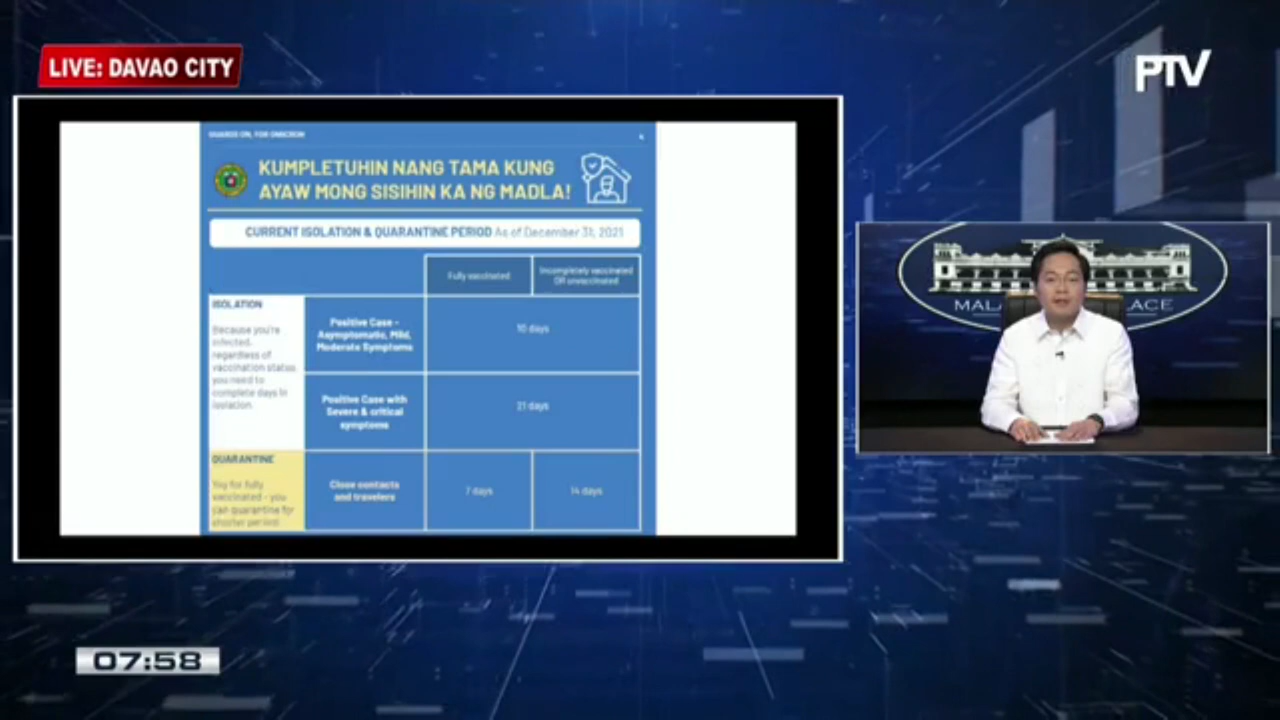 LIVE: DAVAO CITY
PTV
GUARDS ON, FOR OMICRON
KUMPLETUHIN NANG TAMA KUNG
AYAW MONG SISIHIN KA NG MADLA!
CURRENT ISOLATION & QUARANTINE PERIOD As of December 31, 2021
Fully vaccinated
Incompletely vaccinated
OR unvaccinated
ISOLATION
Because you're
infected,
regardless of
vaccination status
you need to
complete days in
isolation
Positive Case -
Asymptomatic, Mild,
Moderate Symptoms
10 days
Positive Case with
Severe & critical
symptoms
21 days
QUARANTINE
Yey for fully
vaccinated - you
can quarantine for
shorter period
Close contacts
and travelers
7 days
14 days
MALA ACE
07:58